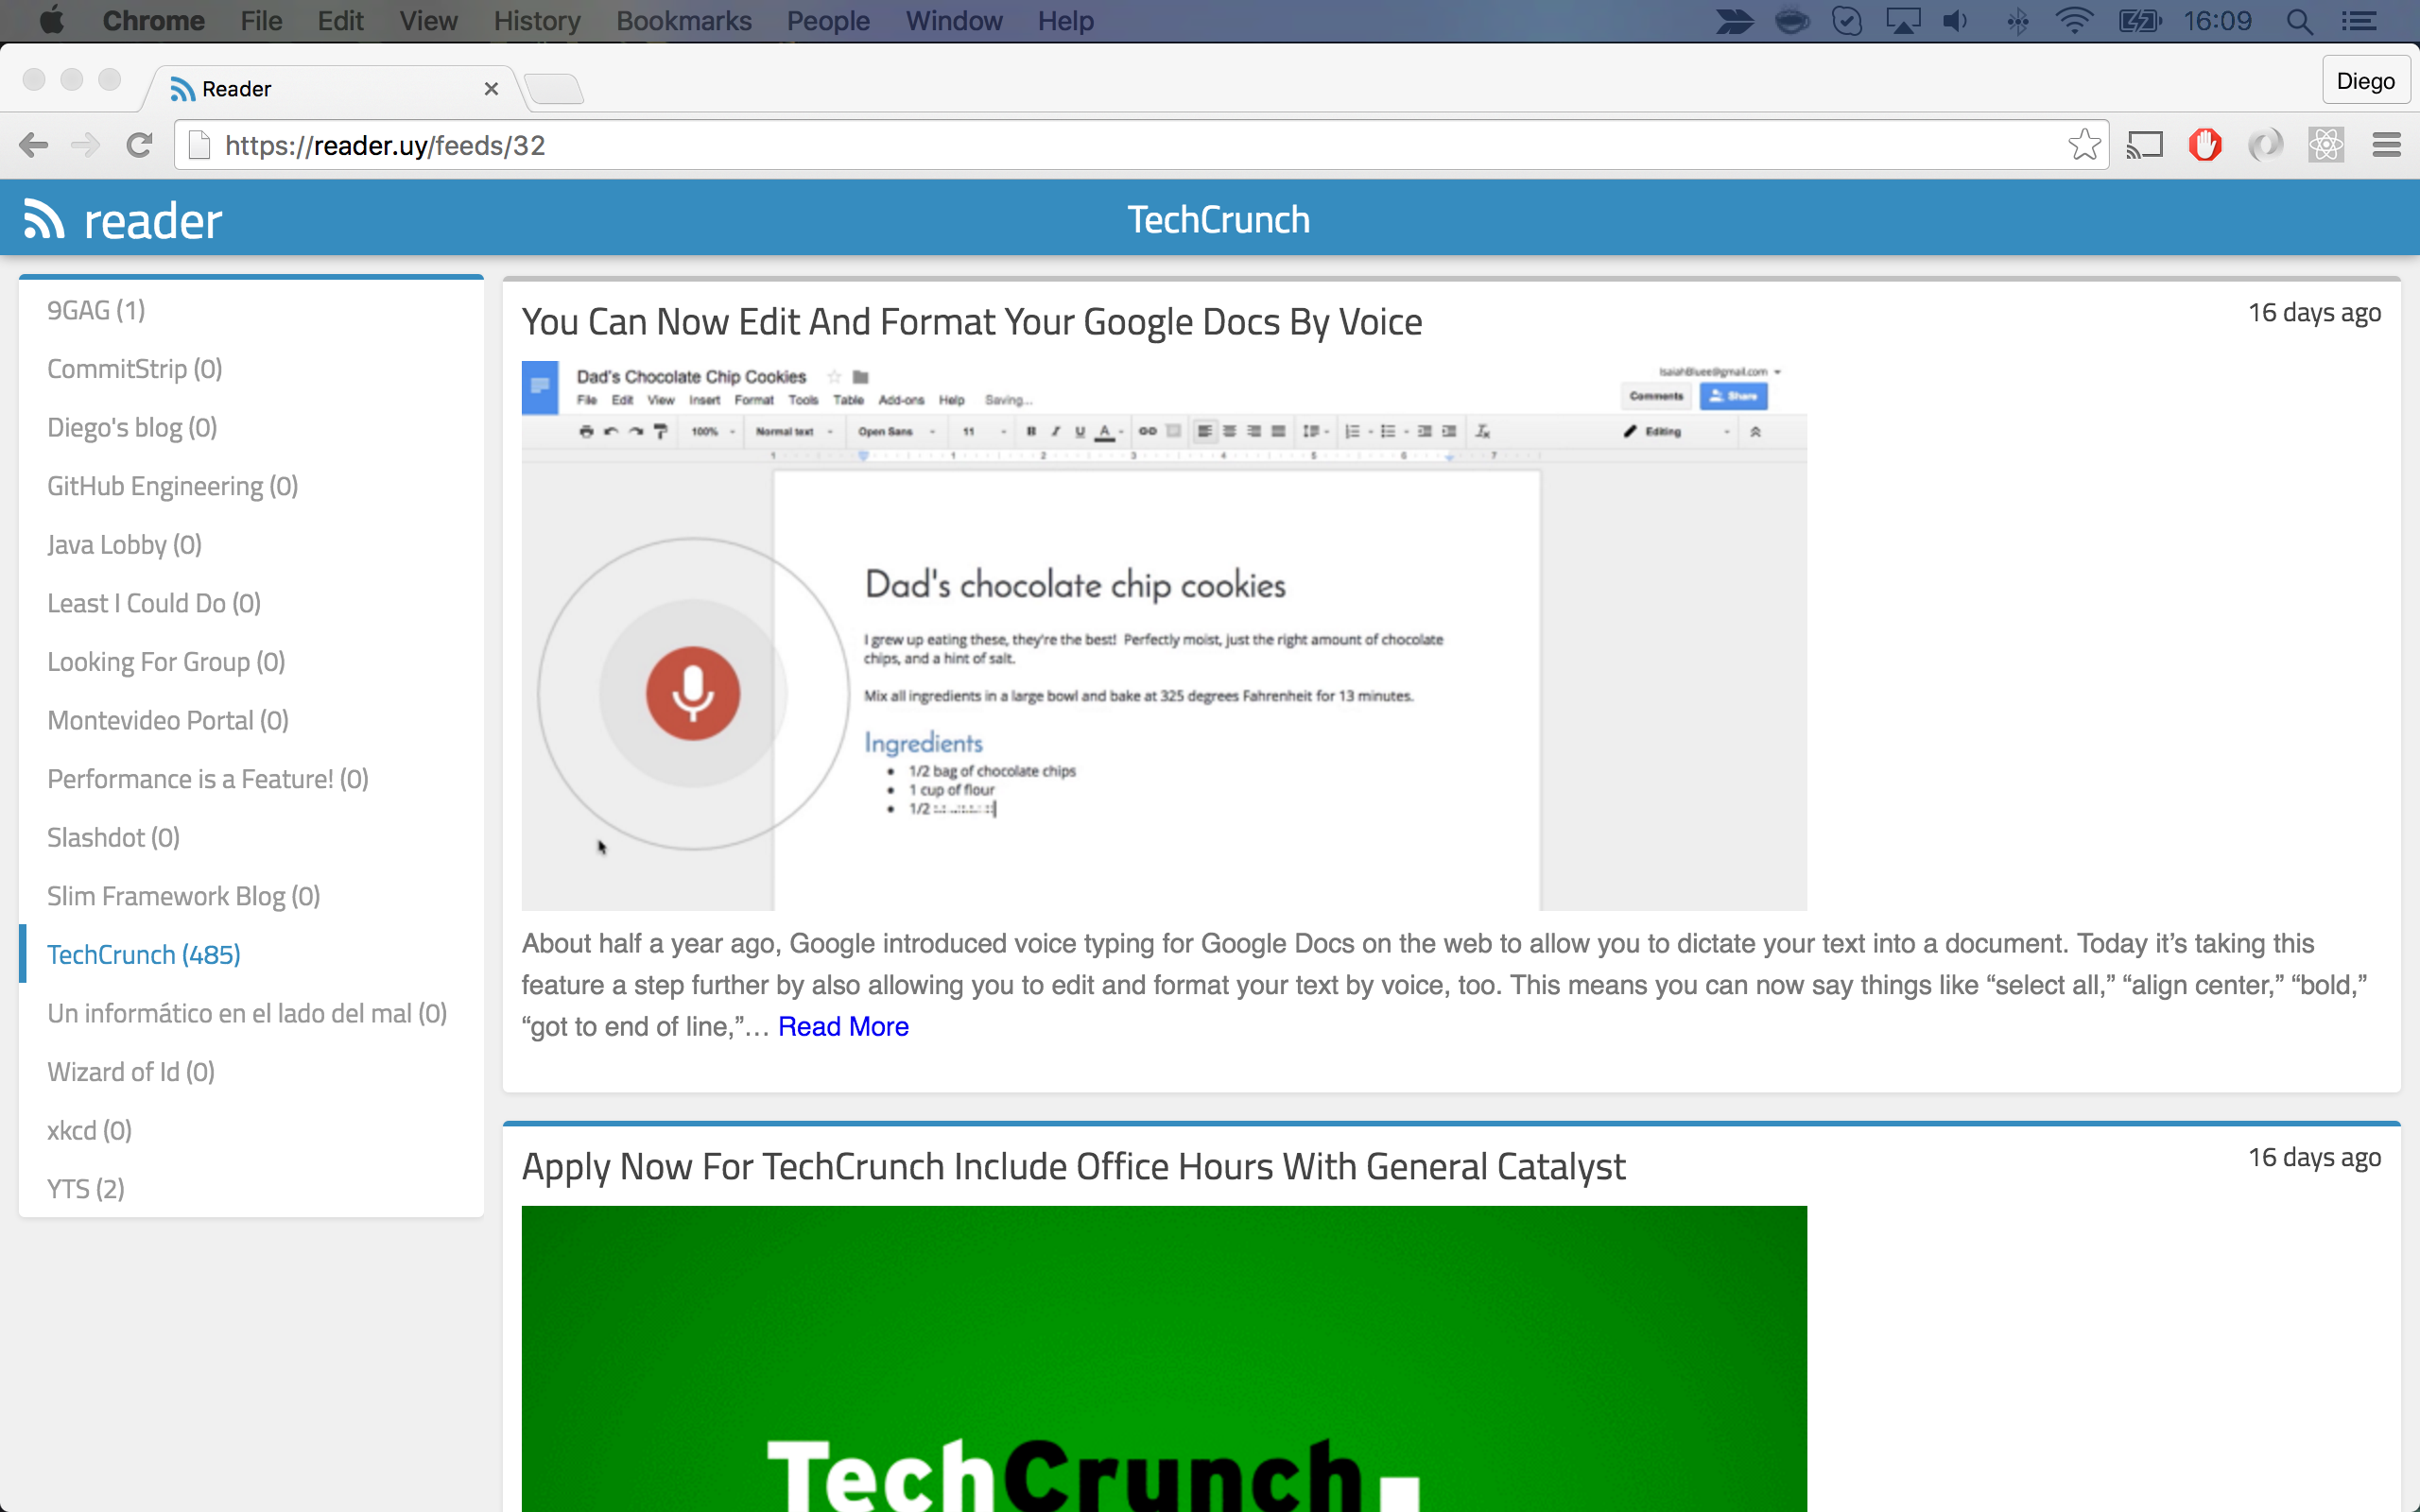 Chrome File Edit View History Bookmarks People Window Help 16:09
Reader
Diego
https://reader.uy/feeds/32
reader
TechCrunch
9GAG (1)
CommitStrip (0)
Diego's blog (0)
GitHub Engineering (0)
Java Lobby (0)
Least I Could Do (0)
Looking For Group (0)
Montevideo Portal (0)
Performance is a Feature! (0)
Slashdot (0)
Slim Framework Blog (0)
TechCrunch (485)
Un informático en el lado del mal (0)
Wizard of Id (0)
xkcd (0)
YTS (2)
You Can Now Edit And Format Your Google Docs By Voice
16 days ago
Dad's Chocolate Chip Cookies
File Edit View Insert Format Tools Table Add-ons Help Saving...
Comments Share
100% Normal text Open Sans 11 B I U A Editing
1 1 2 3 4 5 6 7
Dad's chocolate chip cookies
I grew up eating these, they're the best! Perfectly moist, just the right amount of chocolate
chips, and a hint of salt.
Mix all ingredients in a large bowl and bake at 325 degrees Fahrenheit for 13 minutes.
Ingredients
• 1/2 bag of chocolate chips
• 1 cup of flour
• 1/2
About half a year ago, Google introduced voice typing for Google Docs on the web to allow you to dictate your text into a document. Today it’s taking this
feature a step further by also allowing you to edit and format your text by voice, too. This means you can now say things like “select all,” “align center,” “bold,”
“got to end of line,”… Read More
Apply Now For TechCrunch Include Office Hours With General Catalyst
16 days ago
TechCrunch